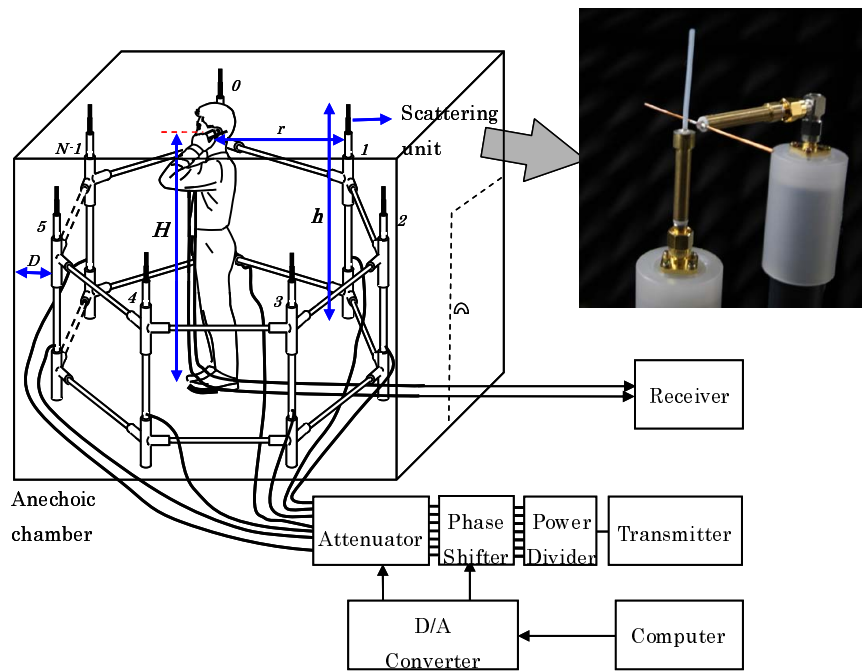 0
r
Scattering
unit
N-1
1
5
2
H
h
D
4
3
Receiver
Anechoic
chamber
Attenuator
Phase
Shifter
Power
Divider
Transmitter
D/A
Converter
Computer